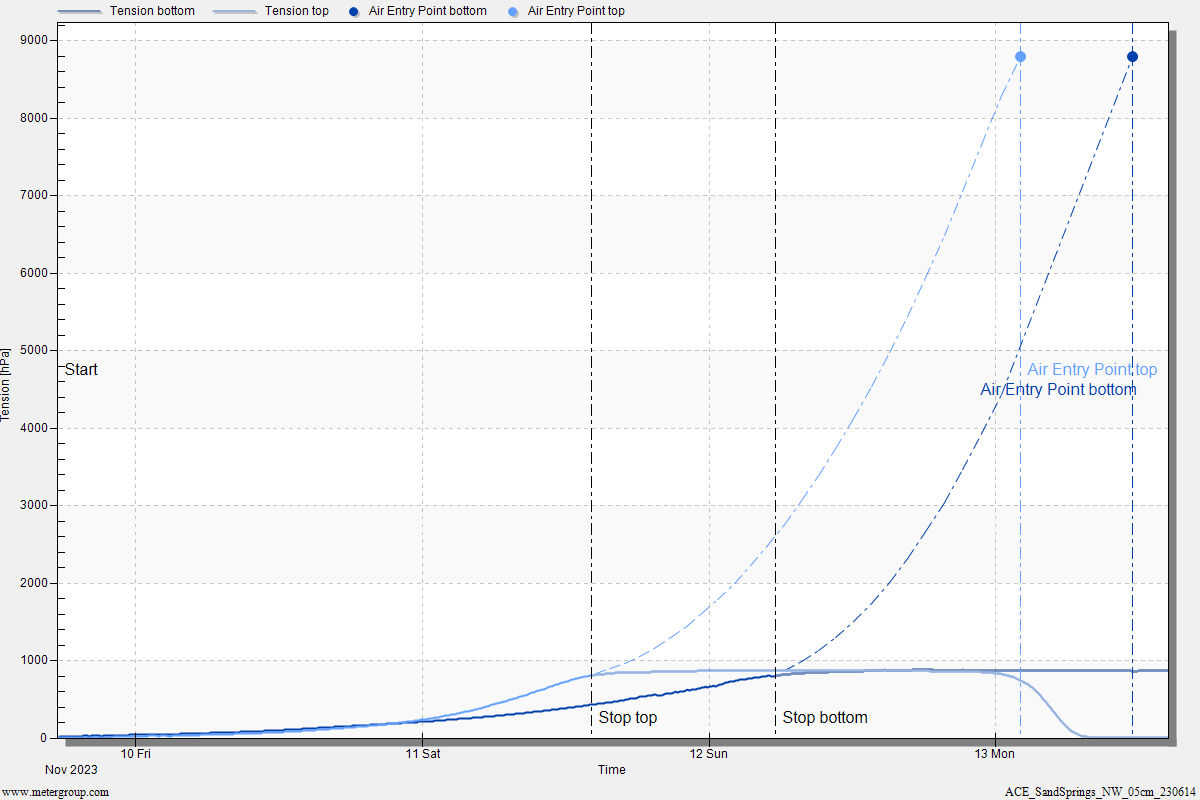 Tension bottom Tension top Air Entry Point bottom Air Entry Point top
9000
8000
7000
6000
5000
4000
3000
2000
1000
0
Tension [hPa]
Start
Air Entry Point top
Air Entry Point bottom
Stop top
Stop bottom
10 Fri 11 Sat 12 Sun 13 Mon
Nov 2023
Time
www.metergroup.com
ACE_SandSprings_NW_05cm_230614